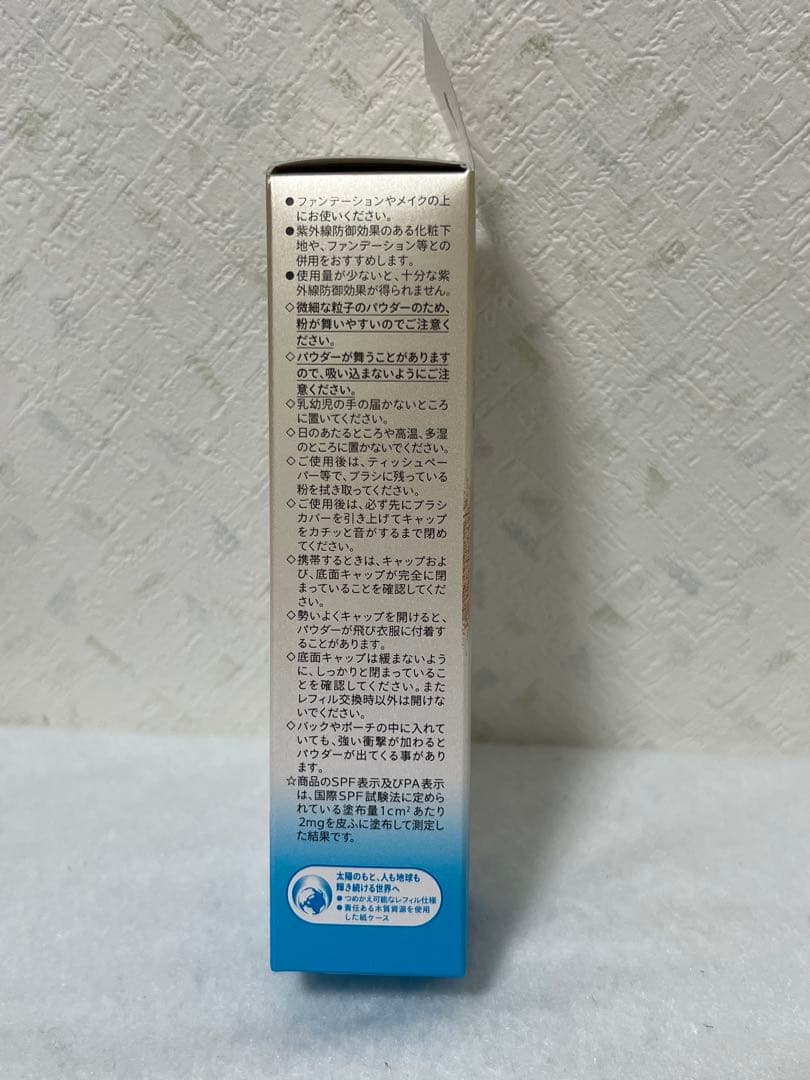 ●ファンデーションやメイクの上
にお使いください。
●紫外線防御効果のある化粧下
地や、ファンデーション等との
併用をおすすめします。
●使用量が少ないと、十分な紫
外線防御効果が得られません。
◇微細な粒子のパウダーのため、
粉が舞いやすいのでご注意く
ださい。
◇パウダーが舞うことがあります
ので、吸い込まないようにご注
意ください。
◇乳幼児の手の届かないところ
に置いてください。
◇日のあたるところや高温、多湿
のところに置かないでください。
◇ご使用後は、ティッシュペー
パー等で、ブラシに残っている
粉を拭き取ってください。
◇ご使用後は、必ず先にブラシ
カバーを引き上げてキャップ
をカチッと音がするまで閉め
てください。
◇携帯するときは、キャップおよ
び、底面キャップが完全に閉
まっていることを確認してくだ
さい。
◇勢いよくキャップを開けると、
パウダーが飛び衣服に付着す
ることがあります。
◇底面キャップは緩まないよう
に、しっかりと閉まっているこ
とを確認してください。また
レフィル交換時以外は開けな
いでください。
◇バックやポーチの中に入れて
いても、強い衝撃が加わると
パウダーが出てくる事があり
ます。
☆商品のSPF表示及びPA表示
は、国際SPF試験法に定めら
れている塗布量1cm²あたり
2mgを皮ふに塗布して測定し
た結果です。
太陽のもと、人も地球も
輝き続ける世界へ
●つめかえ可能なレフィル仕様
●責任ある木質資源を使用
した紙ケース